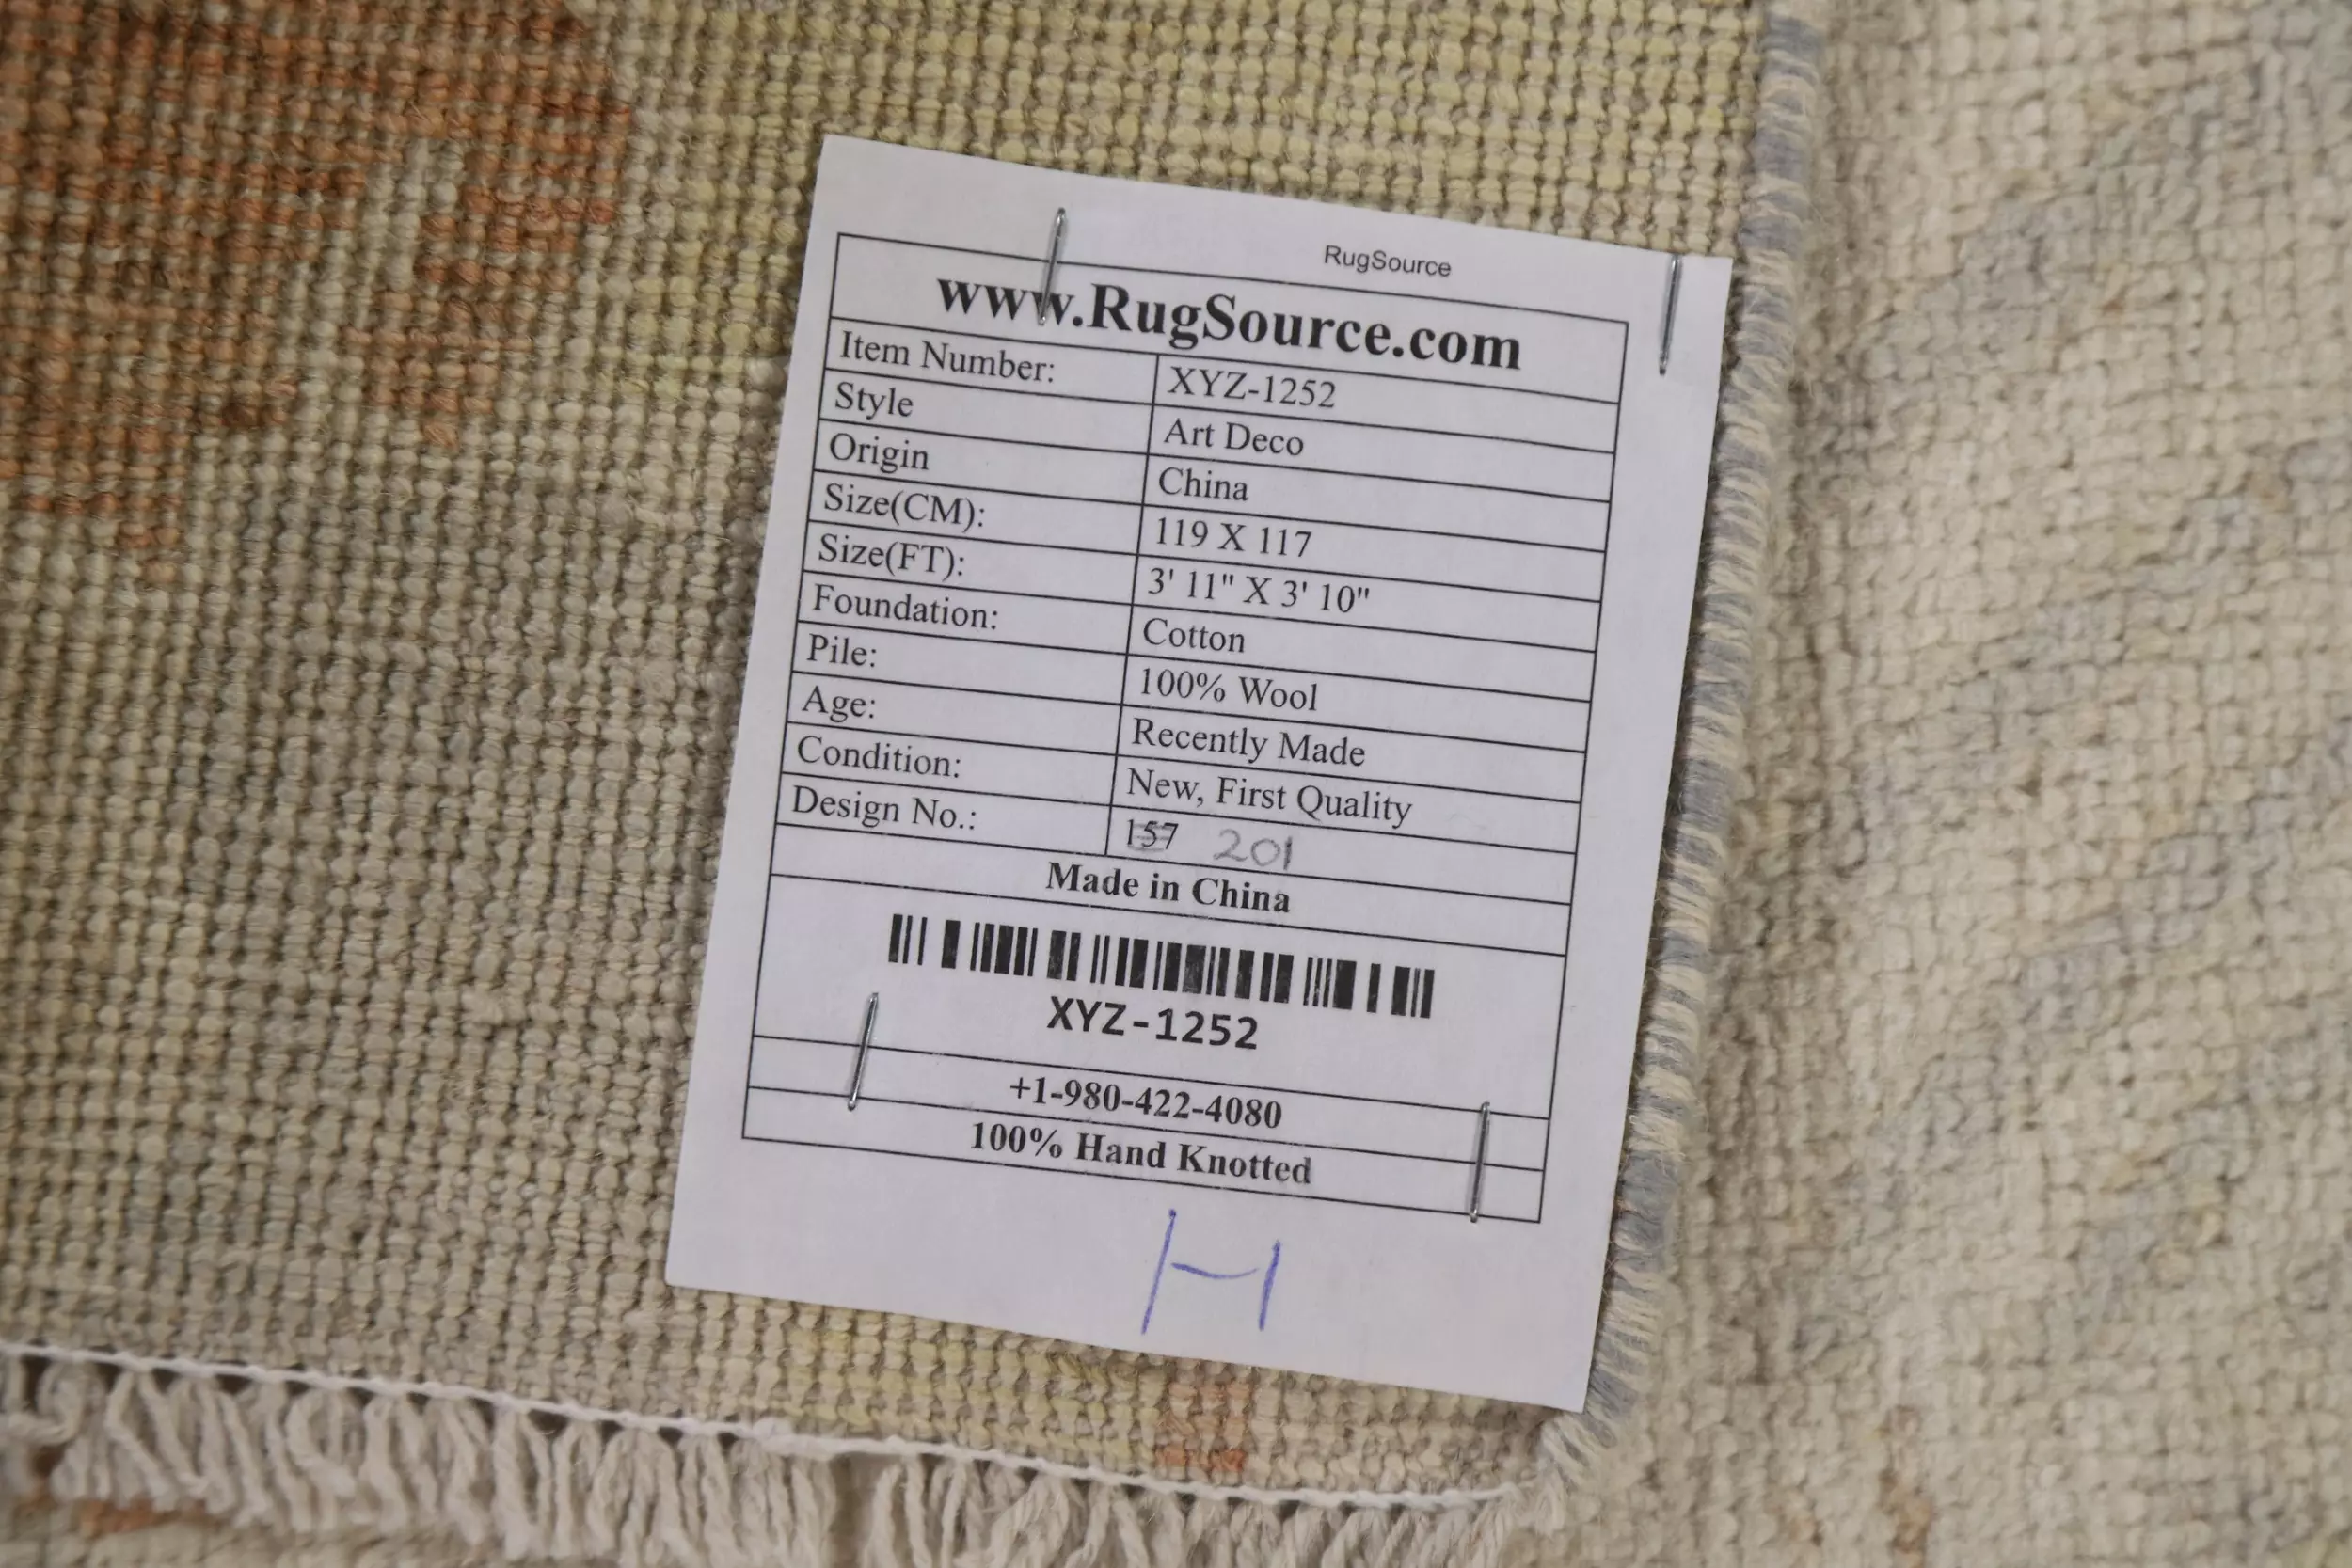 RugSource
www.RugSource.com
Item Number: XYZ-1252
Style Art Deco
Origin China
Size(CM): 119 X 117
Size(FT): 3' 11" X 3' 10"
Foundation: Cotton
Pile: 100% Wool
Age: Recently Made
Condition: New, First Quality
Design No.: 157 201
Made in China
XYZ-1252
+1-980-422-4080
100% Hand Knotted
H